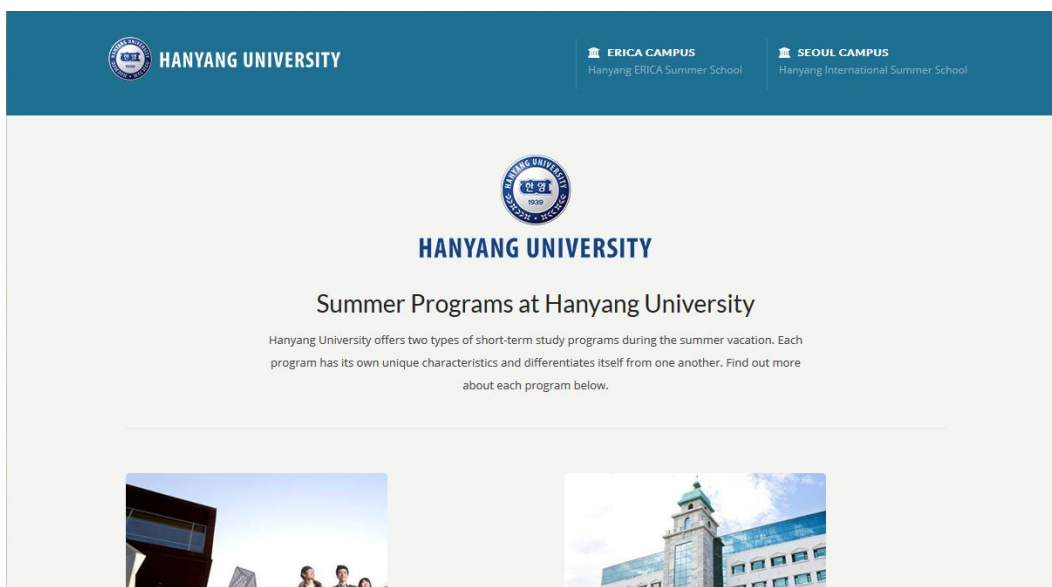 HANYANG UNIVERSITY
ERICA CAMPUS
Hanyang ERICA Summer School
SEOUL CAMPUS
Hanyang International Summer School
HANYANG UNIVERSITY
한양
1939
HANYANG UNIVERSITY
Summer Programs at Hanyang University
Hanyang University offers two types of short-term study programs during the summer vacation. Each
program has its own unique characteristics and differentiates itself from one another. Find out more
about each program below.